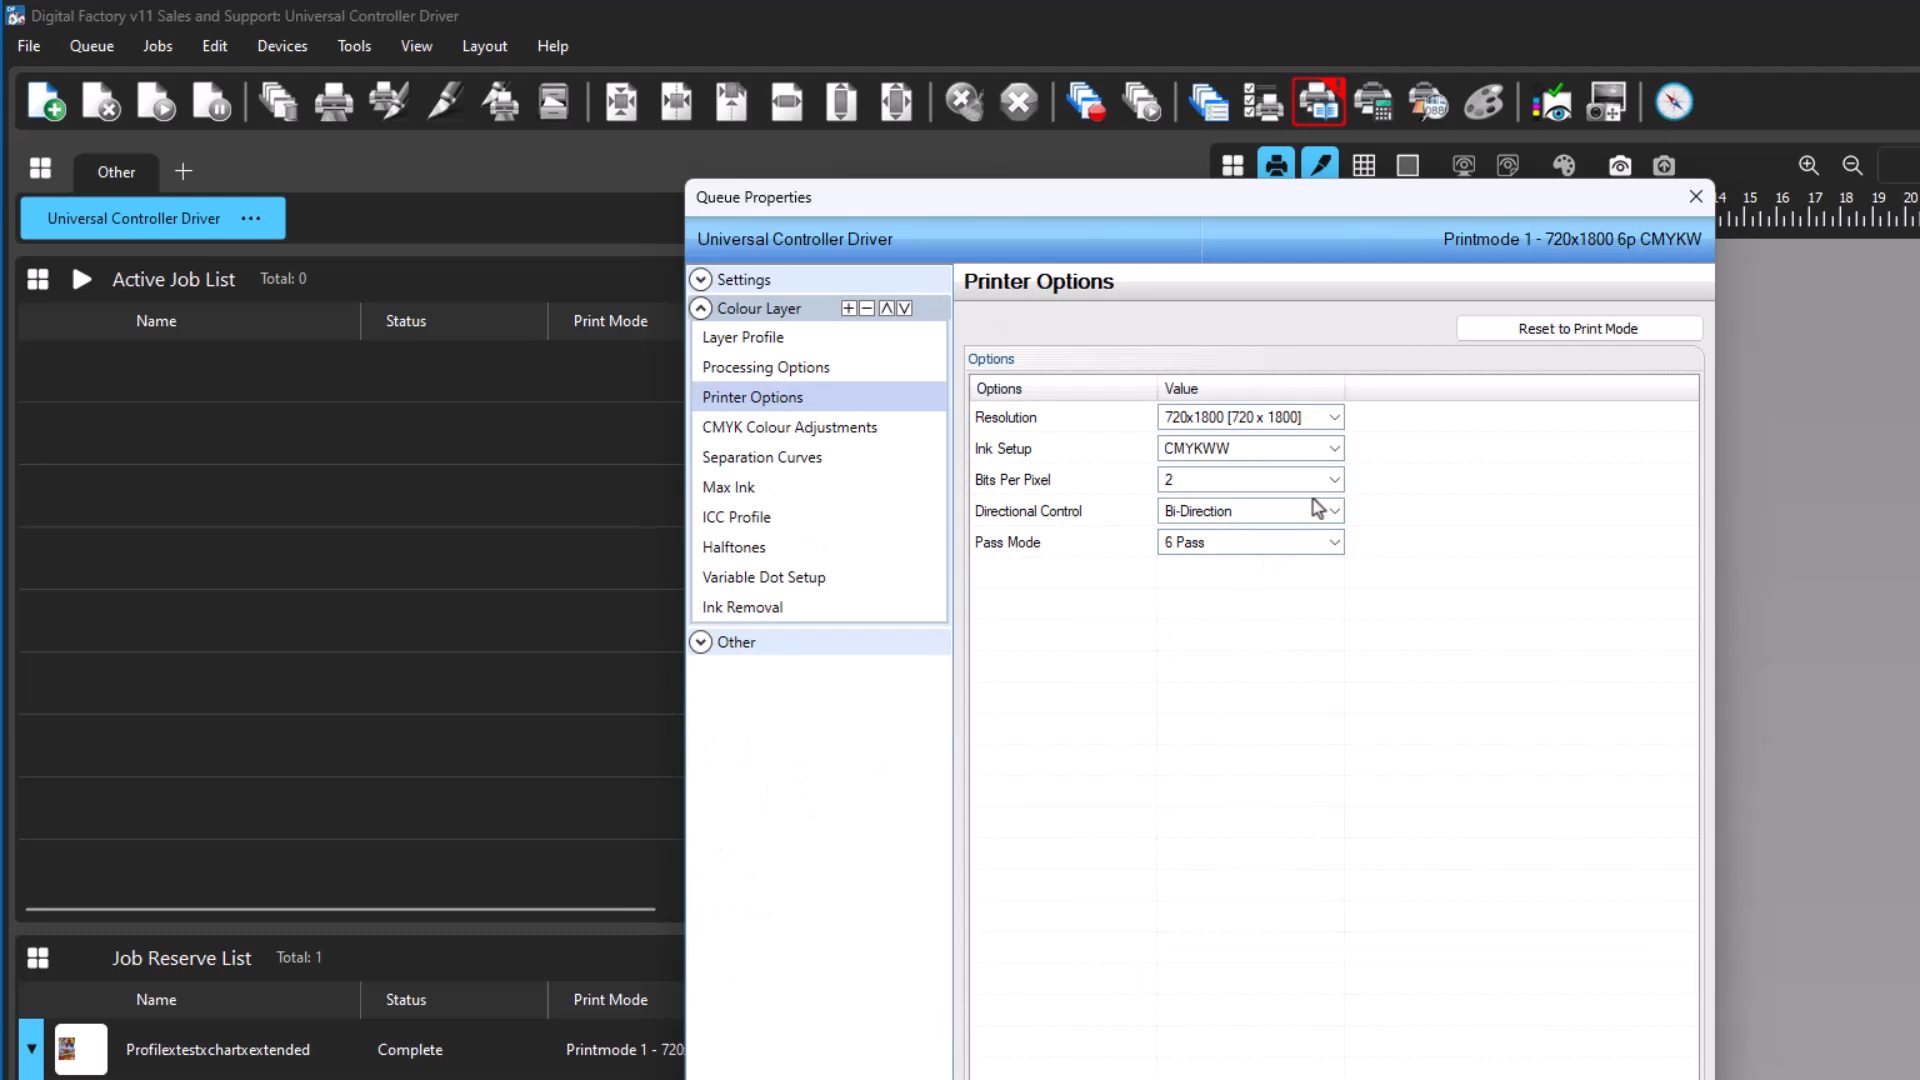 Digital Factory v11 Sales and Support: Universal Controller Driver
File Queue Jobs Edit Devices Tools View Layout Help
Other
Universal Controller Driver
Active Job List Total: 0
Name Status Print Mode
Job Reserve List Total: 1
Name Status Print Mode
Profilextestxchartxextended Complete Printmode 1 - 720
14 15 16 17 18 19 20
Queue Properties
Universal Controller Driver Printmode 1 - 720x1800 6p CMYKW
Settings
Colour Layer
Layer Profile
Processing Options
Printer Options
CMYK Colour Adjustments
Separation Curves
Max Ink
ICC Profile
Halftones
Variable Dot Setup
Ink Removal
Other
Printer Options
Reset to Print Mode
Options
Options Value
Resolution 720x1800 [720 x 1800]
Ink Setup CMYKWW
Bits Per Pixel 2
Directional Control Bi-Direction
Pass Mode 6 Pass